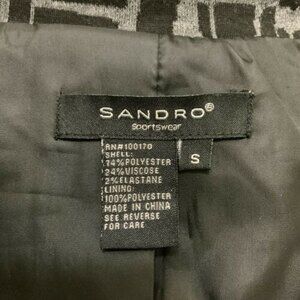 SANDRO®
Sportswear
S
RN#100170
SHELL:
74%POLYESTER
24%VISCOSE
2%ELASTANE
LINING:
100%POLYESTER
MADE IN CHINA
SEE REVERSE
FOR CARE